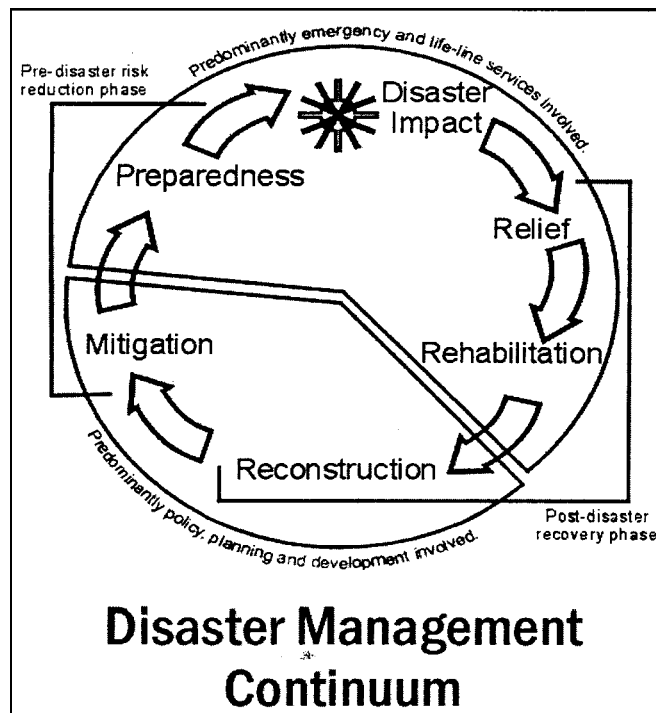 Predominantly emergency and life-line services involved.
Pre-disaster risk
reduction phase
Disaster
Impact
Preparedness
Relief
Mitigation
Rehabilitation
Reconstruction
Predominantly policy, planning and development involved.
Post-disaster
recovery phase
Disaster Management
Continuum